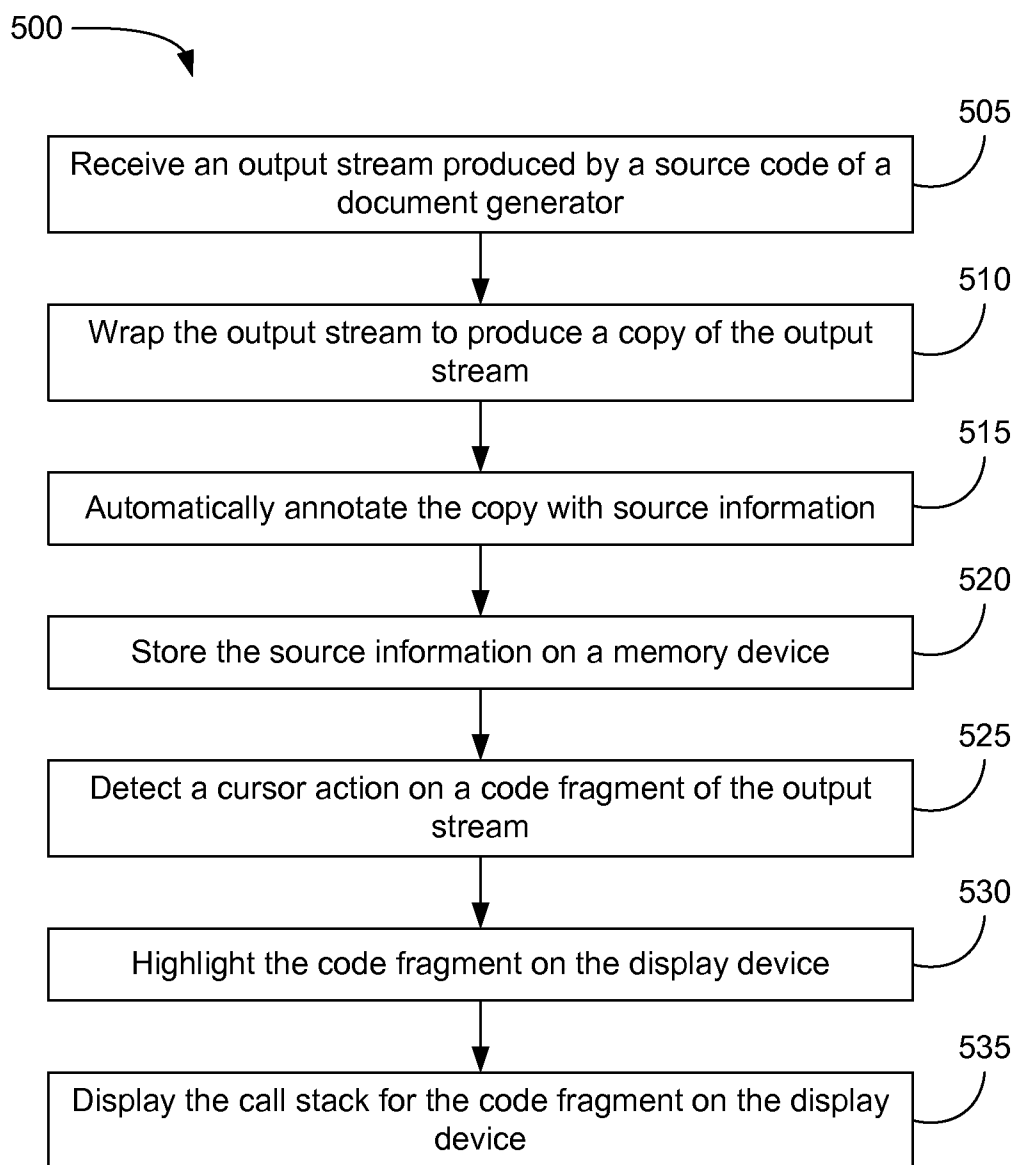 500
505
Receive an output stream produced by a source code of a
document generator
510
Wrap the output stream to produce a copy of the output
stream
515
Automatically annotate the copy with source information
520
Store the source information on a memory device
525
Detect a cursor action on a code fragment of the output
stream
530
Highlight the code fragment on the display device
535
Display the call stack for the code fragment on the display
device